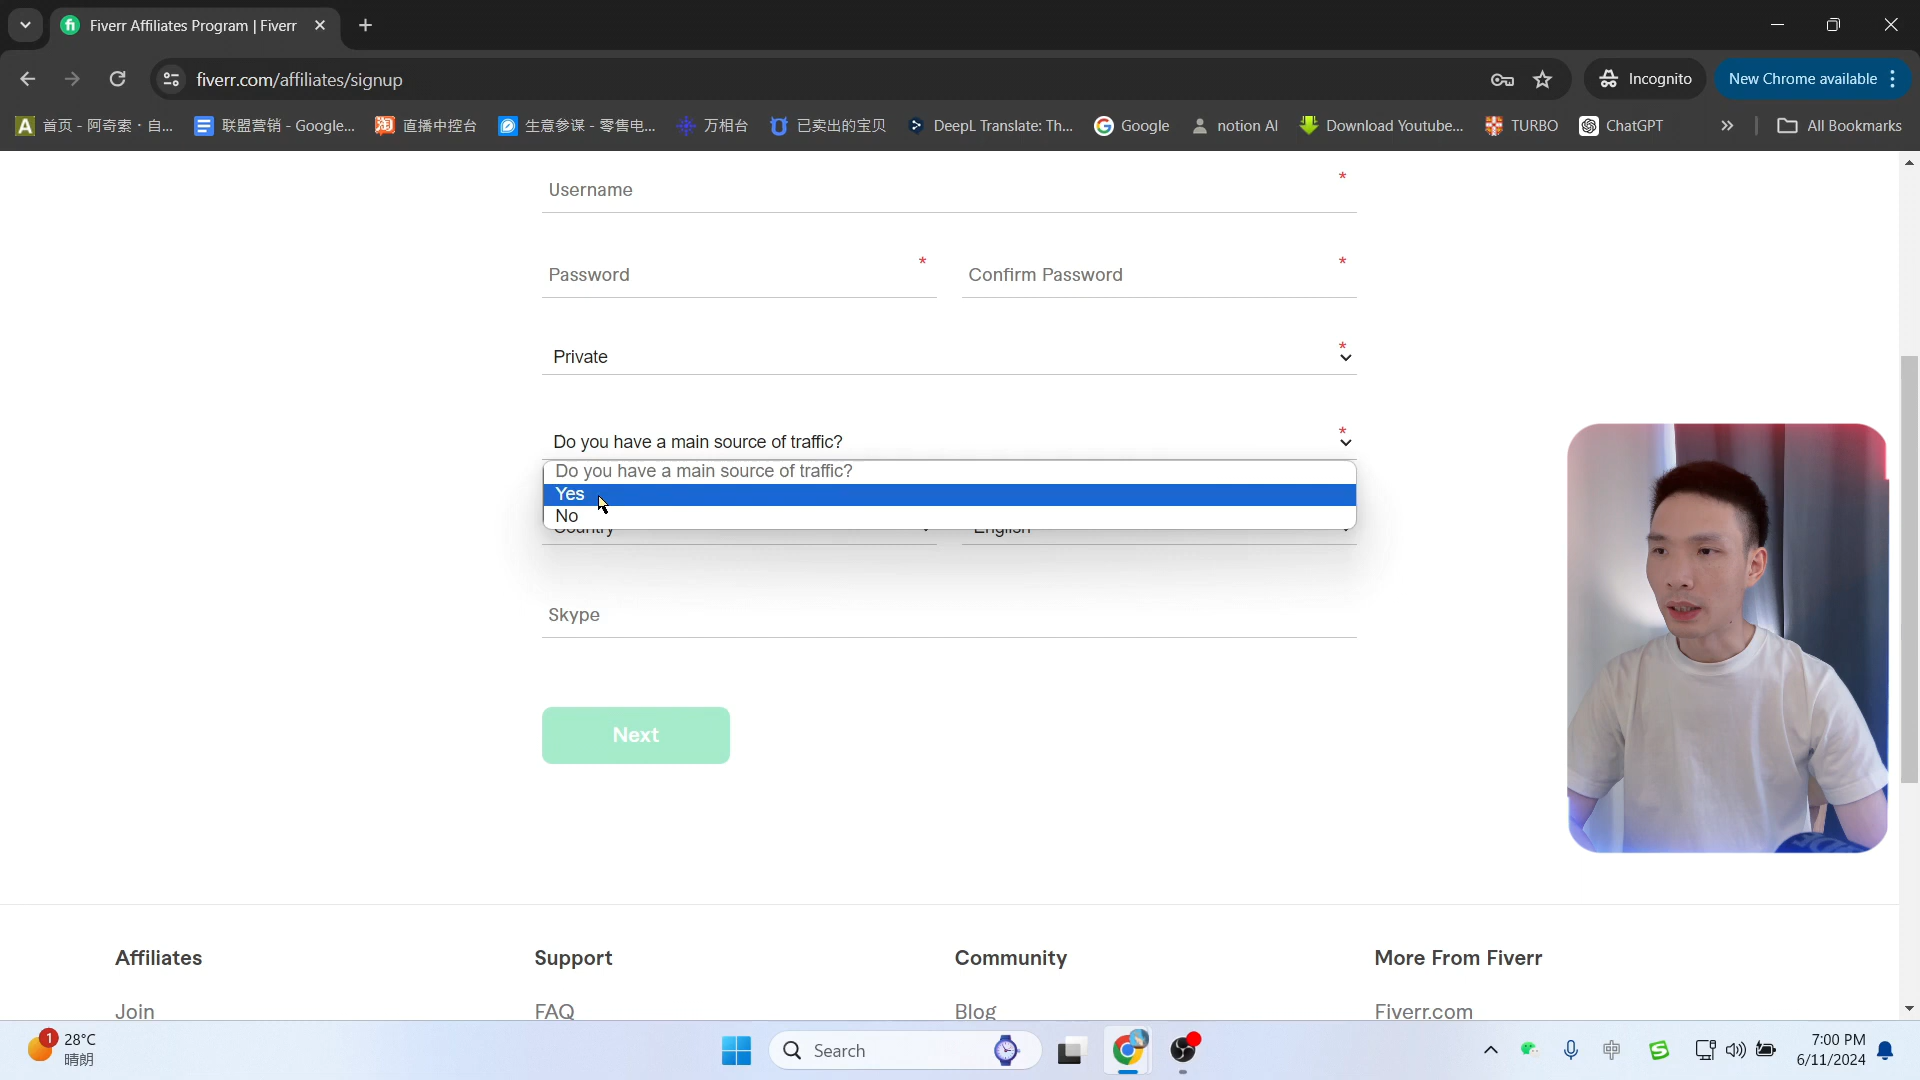 Fiverr Affiliates Program | Fiverr
fiverr.com/affiliates/signup
Incognito
New Chrome available
首页 - 阿奇索・自...
联盟营销 - Google...
直播中控台
生意参谋 - 零售电...
万相台
已卖出的宝贝
DeepL Translate: Th...
Google
notion AI
Download Youtube...
TURBO
ChatGPT
All Bookmarks
Username *
Password *
Confirm Password *
Private *
Do you have a main source of traffic? *
Do you have a main source of traffic?
Yes
No
Country
English
Skype
Next
Affiliates
Support
Community
More From Fiverr
Join
FAQ
Blog
Fiverr.com
1
28°C
晴朗
Search
中
7:00 PM
6/11/2024